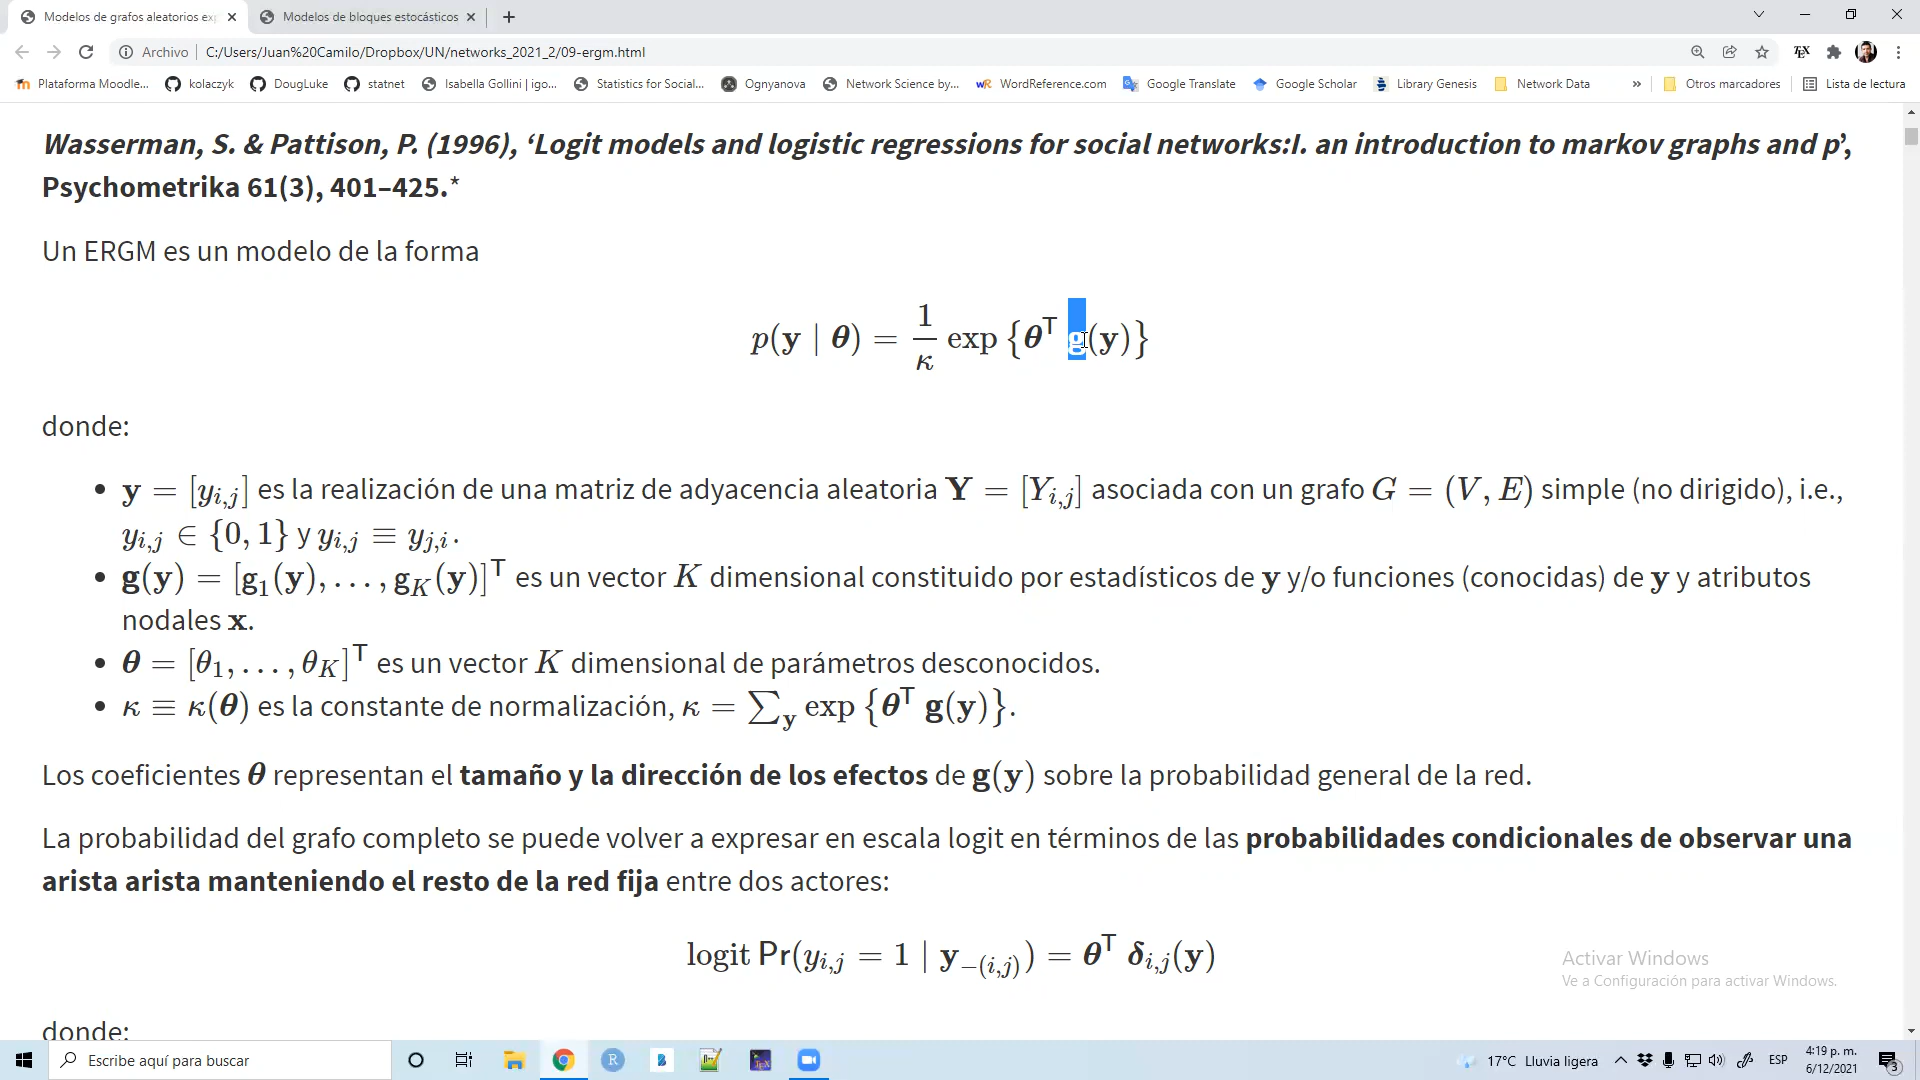 Modelos de grafos aleatorios exp
Modelos de bloques estocásticos
Archivo | C:/Users/Juan%20Camilo/Dropbox/UN/networks_2021_2/09-ergm.html
Plataforma Moodle... kolaczyk DougLuke statnet Isabella Gollini | igo... Statistics for Social... Ognyanova Network Science by... WordReference.com Google Translate Google Scholar Library Genesis Network Data » Otros marcadores Lista de lectura
Wasserman, S. & Pattison, P. (1996), ‘Logit models and logistic regressions for social networks:I. an introduction to markov graphs and p’,
Psychometrika 61(3), 401–425.*
Un ERGM es un modelo de la forma
p(y | θ) = 1/κ exp {θ^T g(y)}
donde:
• y = [y_{i,j}] es la realización de una matriz de adyacencia aleatoria Y = [Y_{i,j}] asociada con un grafo G = (V, E) simple (no dirigido), i.e.,
y_{i,j} ∈ {0, 1} y y_{i,j} ≡ y_{j,i}.
• g(y) = [g_1(y), . . . , g_K(y)]^T es un vector K dimensional constituido por estadísticos de y y/o funciones (conocidas) de y y atributos
nodales x.
• θ = [θ_1, . . . , θ_K]^T es un vector K dimensional de parámetros desconocidos.
• κ ≡ κ(θ) es la constante de normalización, κ = ∑_y exp {θ^T g(y)}.
Los coeficientes θ representan el tamaño y la dirección de los efectos de g(y) sobre la probabilidad general de la red.
La probabilidad del grafo completo se puede volver a expresar en escala logit en términos de las probabilidades condicionales de observar una
arista arista manteniendo el resto de la red fija entre dos actores:
logit Pr(y_{i,j} = 1 | y_{−(i,j)}) = θ^T δ_{i,j}(y)
Activar Windows
Ve a Configuración para activar Windows.
donde:
Escribe aquí para buscar
17°C Lluvia ligera
ESP
4:19 p. m.
6/12/2021
3